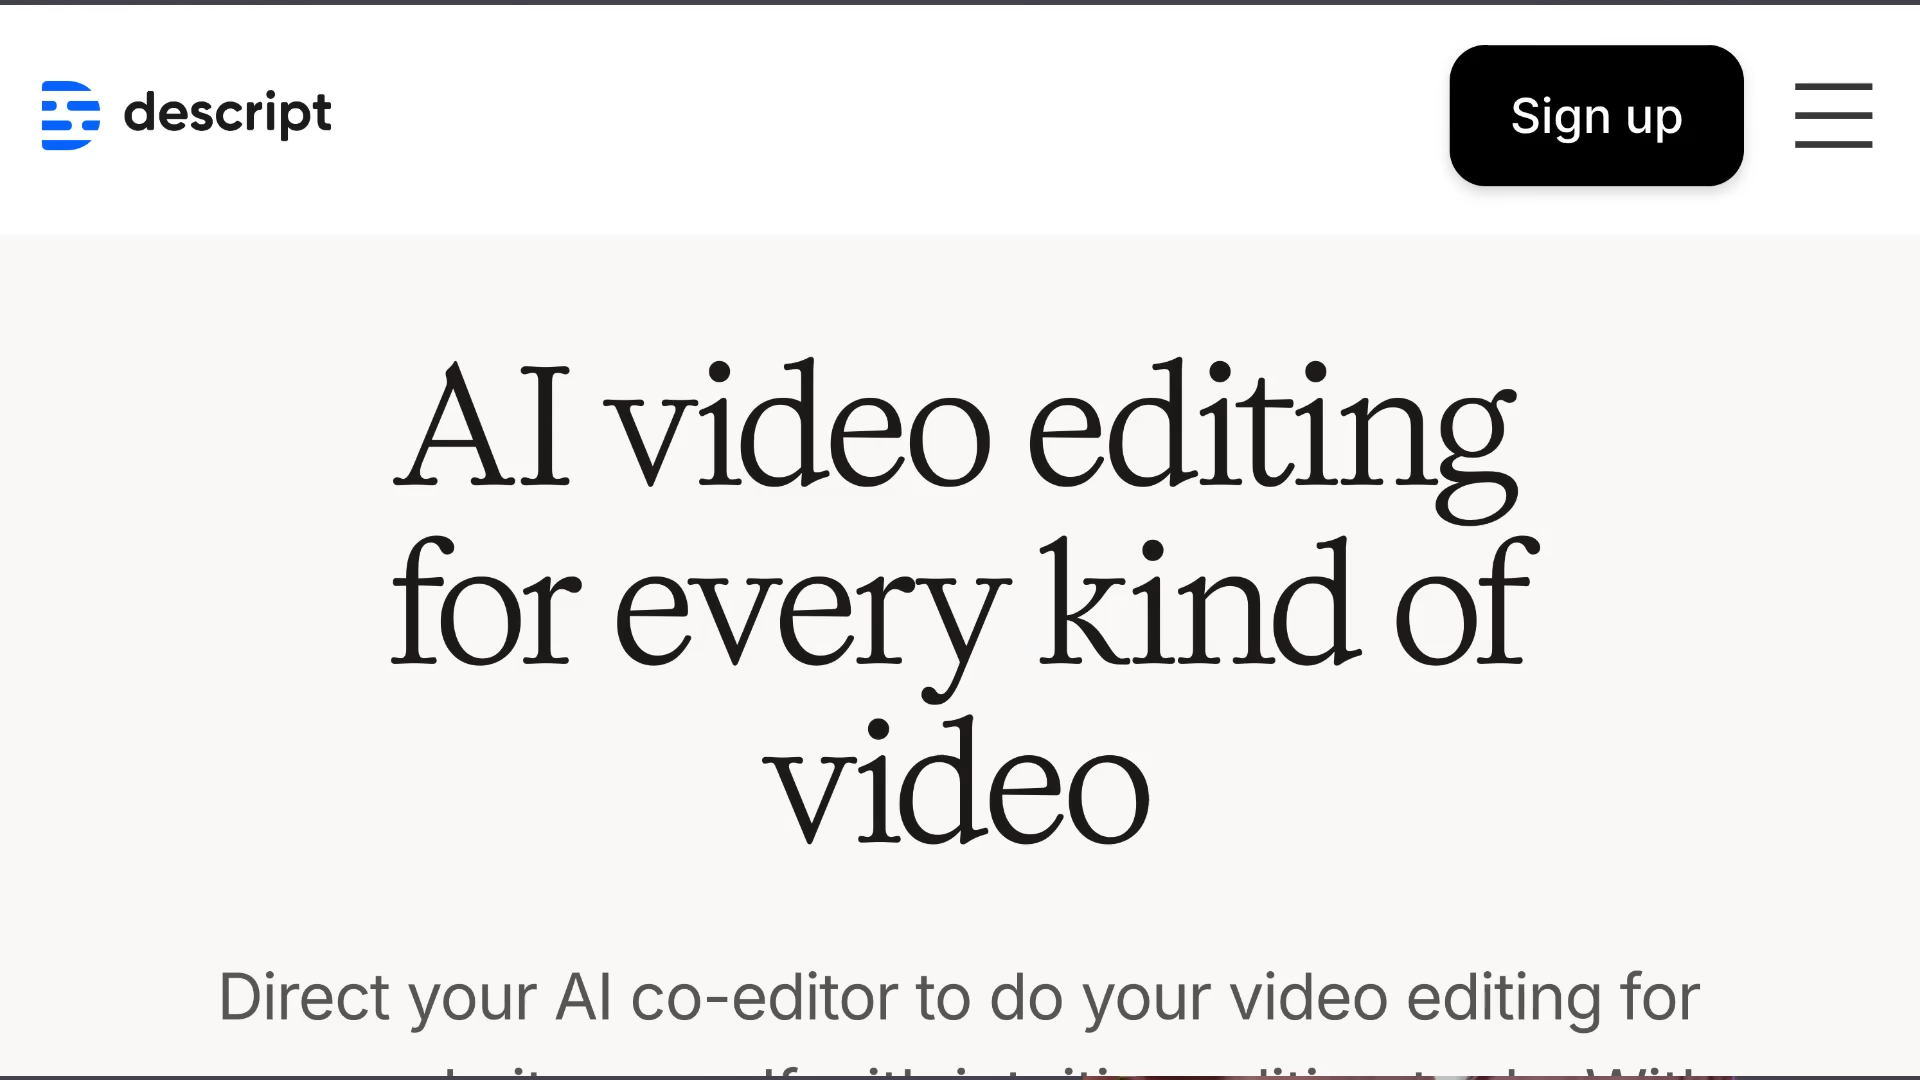 descript
Sign up
AI video editing
for every kind of
video
Direct your AI co-editor to do your video editing for